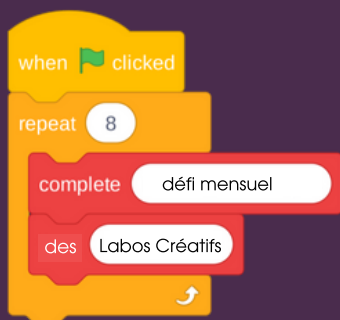 when clicked
repeat 8
complete défi mensuel
des Labos Créatifs